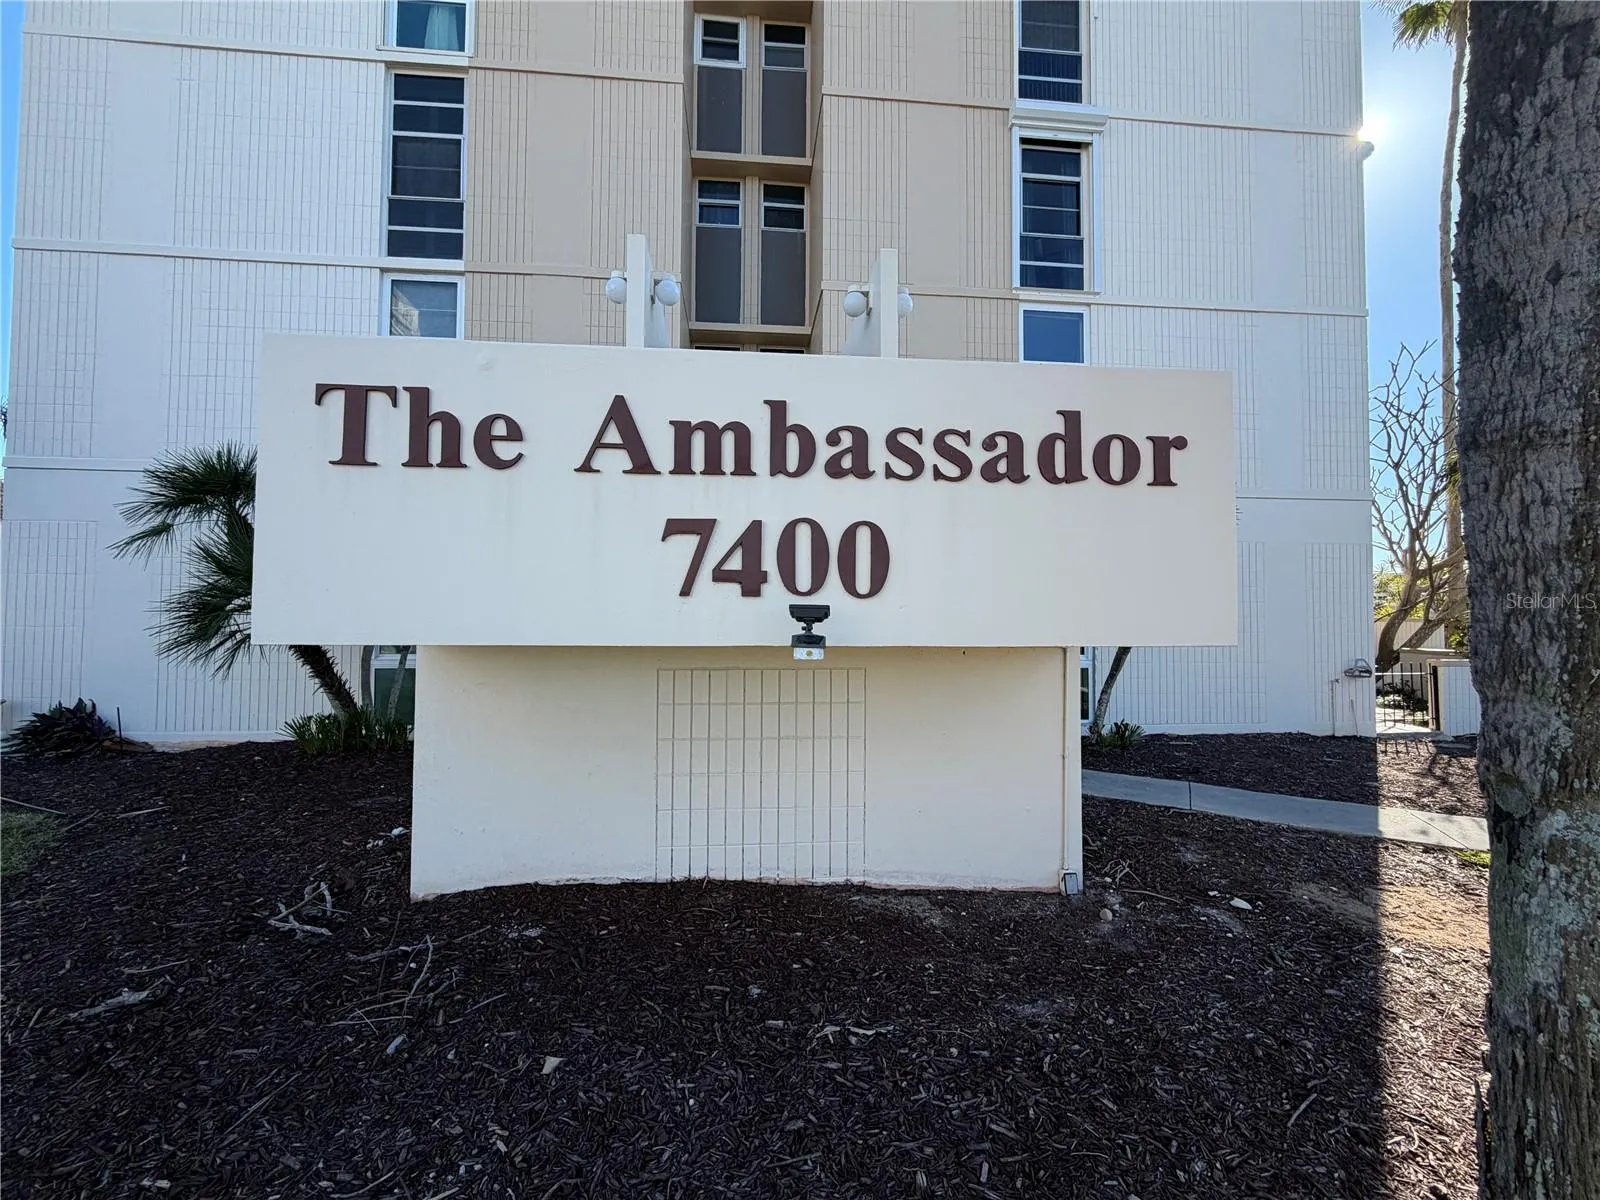 The Ambassador
7400
StellarMLS